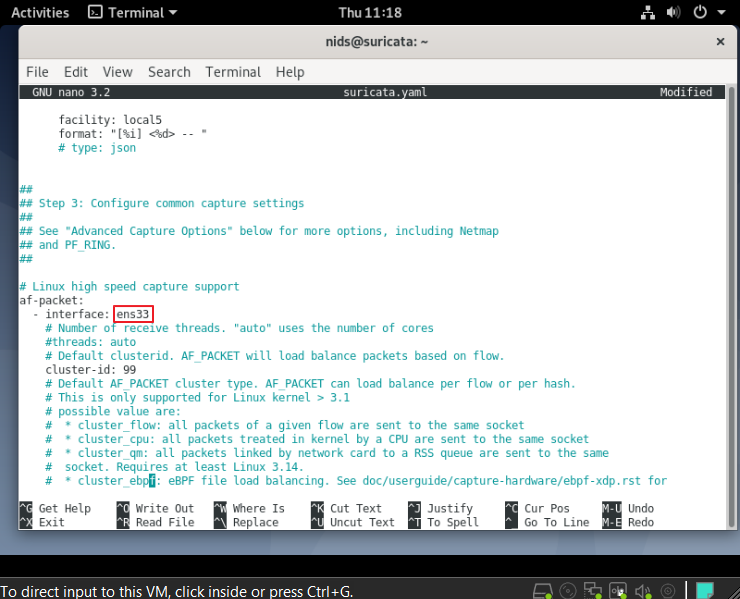 Activities Terminal Thu 11:18
nids@suricata: ~ ×
File Edit View Search Terminal Help
GNU nano 3.2 suricata.yaml Modified
facility: local5
format: "[%i] <%d> -- "
# type: json
##
## Step 3: Configure common capture settings
##
## See "Advanced Capture Options" below for more options, including Netmap
## and PF_RING.
##
# Linux high speed capture support
af-packet:
- interface: ens33
# Number of receive threads. "auto" uses the number of cores
#threads: auto
# Default clusterid. AF_PACKET will load balance packets based on flow.
cluster-id: 99
# Default AF_PACKET cluster type. AF_PACKET can load balance per flow or per hash.
# This is only supported for Linux kernel > 3.1
# possible value are:
# * cluster_flow: all packets of a given flow are sent to the same socket
# * cluster_cpu: all packets treated in kernel by a CPU are sent to the same socket
# * cluster_qm: all packets linked by network card to a RSS queue are sent to the same
# socket. Requires at least Linux 3.14.
# * cluster_ebpf: eBPF file load balancing. See doc/userguide/capture-hardware/ebpf-xdp.rst for
^G Get Help ^O Write Out ^W Where Is ^K Cut Text ^J Justify ^C Cur Pos M-U Undo
^X Exit ^R Read File ^\ Replace ^U Uncut Text ^T To Spell ^_ Go To Line M-E Redo
To direct input to this VM, click inside or press Ctrl+G.